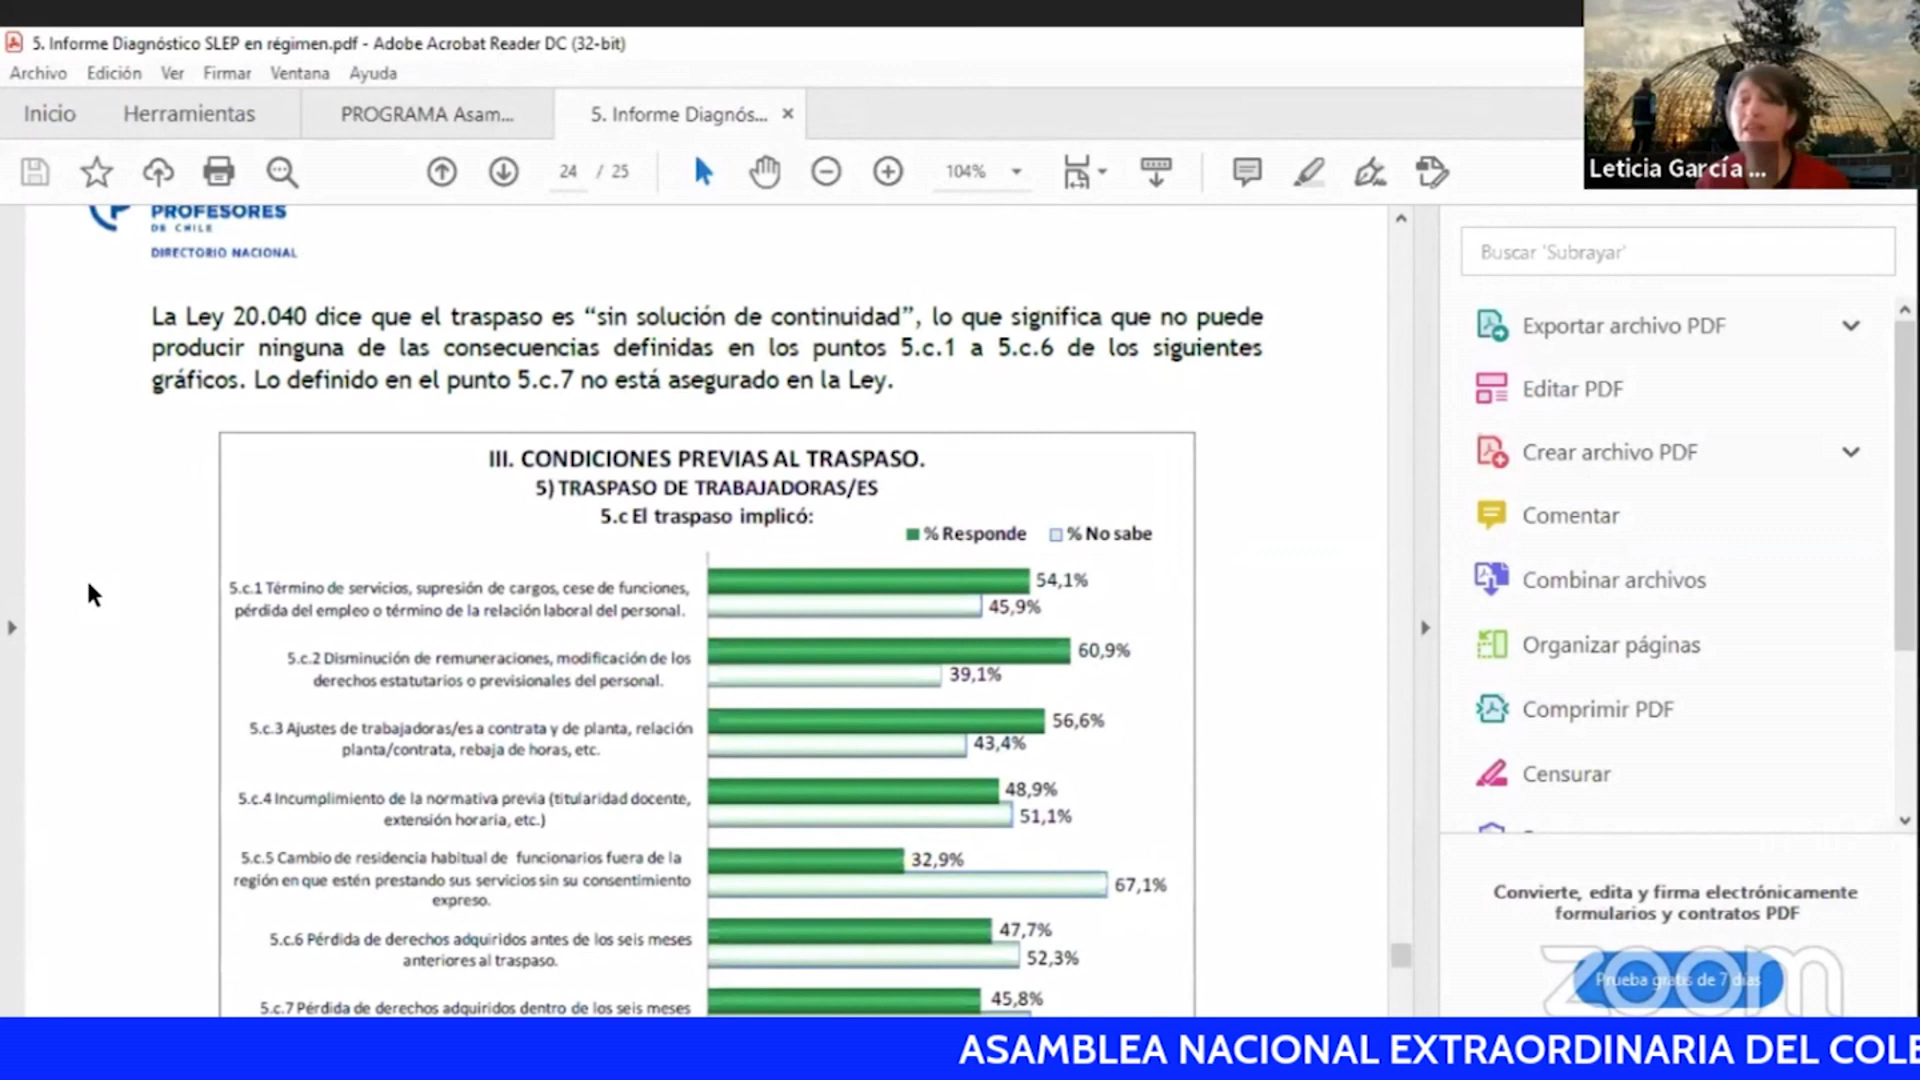 5. Informe Diagnóstico SLEP en régimen.pdf - Adobe Acrobat Reader DC (32-bit)
Archivo Edición Ver Firmar Ventana Ayuda
Inicio Herramientas PROGRAMA Asam... 5. Informe Diagnós... ×
24 / 25 104%
Leticia García ...
PROFESORES
DE CHILE
DIRECTORIO NACIONAL
La Ley 20.040 dice que el traspaso es “sin solución de continuidad”, lo que significa que no puede
producir ninguna de las consecuencias definidas en los puntos 5.c.1 a 5.c.6 de los siguientes
gráficos. Lo definido en el punto 5.c.7 no está asegurado en la Ley.
III. CONDICIONES PREVIAS AL TRASPASO.
5) TRASPASO DE TRABAJADORAS/ES
5.c El traspaso implicó:
% Responde % No sabe
5.c.1 Término de servicios, supresión de cargos, cese de funciones,
pérdida del empleo o término de la relación laboral del personal.
54,1%
45,9%
5.c.2 Disminución de remuneraciones, modificación de los
derechos estatutarios o previsionales del personal.
60,9%
39,1%
5.c.3 Ajustes de trabajadoras/es a contrata y de planta, relación
planta/contrata, rebaja de horas, etc.
56,6%
43,4%
5.c.4 Incumplimiento de la normativa previa (titularidad docente,
extensión horaria, etc.)
48,9%
51,1%
5.c.5 Cambio de residencia habitual de funcionarios fuera de la
región en que estén prestando sus servicios sin su consentimiento
expreso.
32,9%
67,1%
5.c.6 Pérdida de derechos adquiridos antes de los seis meses
anteriores al traspaso.
47,7%
52,3%
5.c.7 Pérdida de derechos adquiridos dentro de los seis meses
45,8%
Buscar 'Subrayar'
Exportar archivo PDF
Editar PDF
Crear archivo PDF
Comentar
Combinar archivos
Organizar páginas
Comprimir PDF
Censurar
Convierte, edita y firma electrónicamente
formularios y contratos PDF
Prueba gratis de 7 días
zoom
ASAMBLEA NACIONAL EXTRAORDINARIA DEL COLE